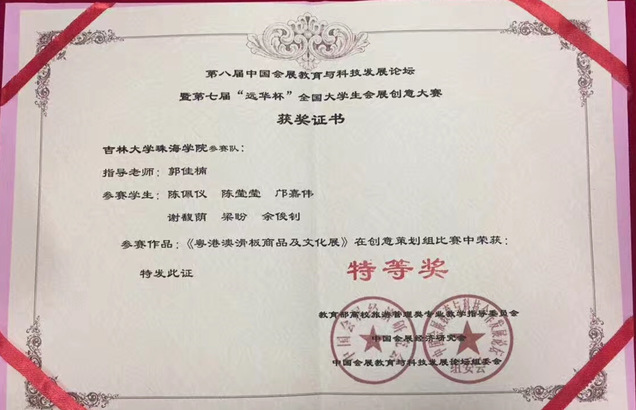 第八届中国会展教育与科技发展论坛
暨第七届“远华杯”全国大学生会展创意大赛
获奖证书
吉林大学珠海学院参赛队：
指导老师：郭佳楠
参赛学生：陈佩仪 陈莹莹 邝嘉伟
谢馥荫 梁盼 余俊钊
参赛作品：《粤港澳滑板商品及文化展》在创意策划组比赛中荣获：
特发此证 特等奖
教育部高校旅游管理类专业教学指导委员会
中国会展经济研究会
中国会展教育与科技发展论坛组委会